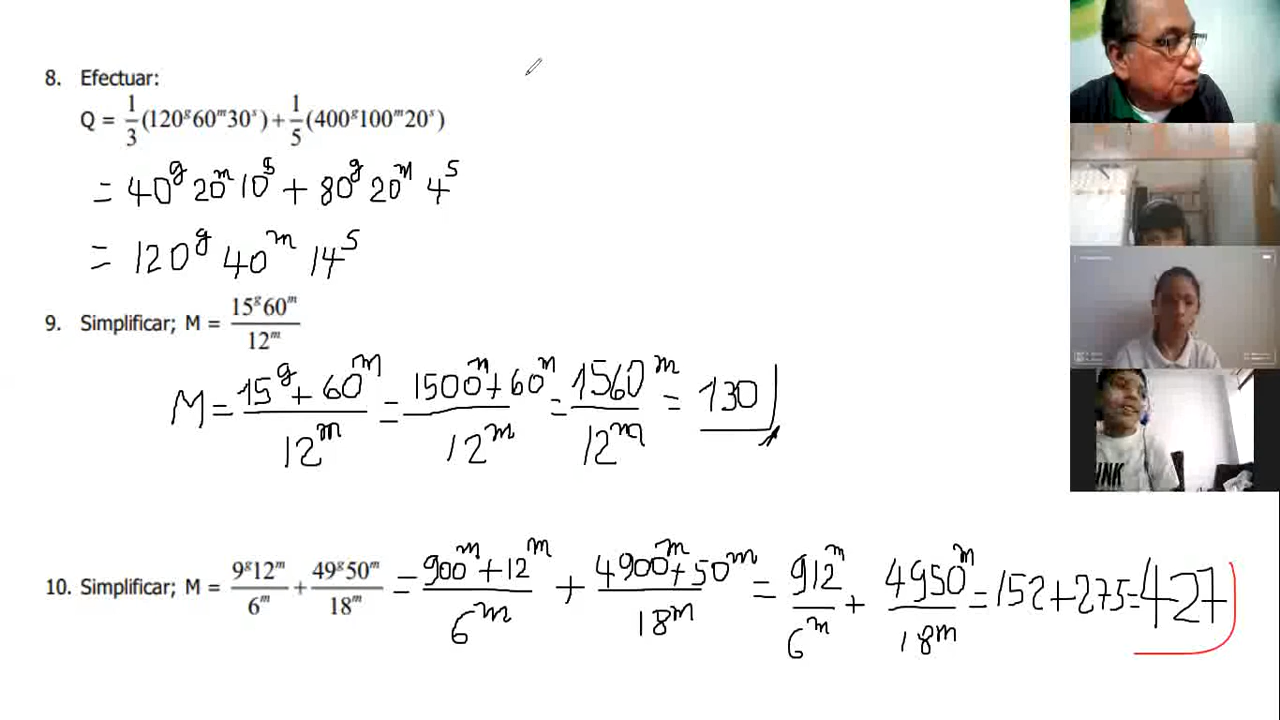 8. Efectuar:
Q = 1/3 (120^g 60^m 30^s) + 1/5 (400^g 100^m 20^s)
= 40^g 20^m 10^s + 80^g 20^m 4^s
= 120^g 40^m 14^s
9. Simplificar; M = 15^g 60^m / 12^m
M = 15^g + 60^m / 12^m = 1500^m + 60^m / 12^m = 1560^m / 12^m = 130
10. Simplificar; M = 9^g 12^m / 6^m + 49^g 50^m / 18^m = 900^m + 12^m / 6^m + 4900^m + 50^m / 18^m = 912^m / 6^m + 4950^m / 18^m = 152 + 275 = 427